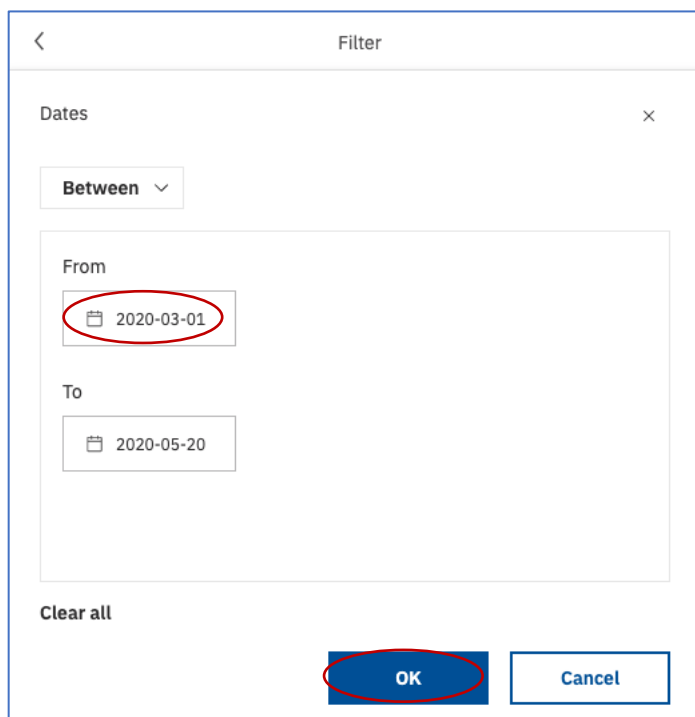 Filter
Dates
Between
From
2020-03-01
To
2020-05-20
Clear all
OK Cancel